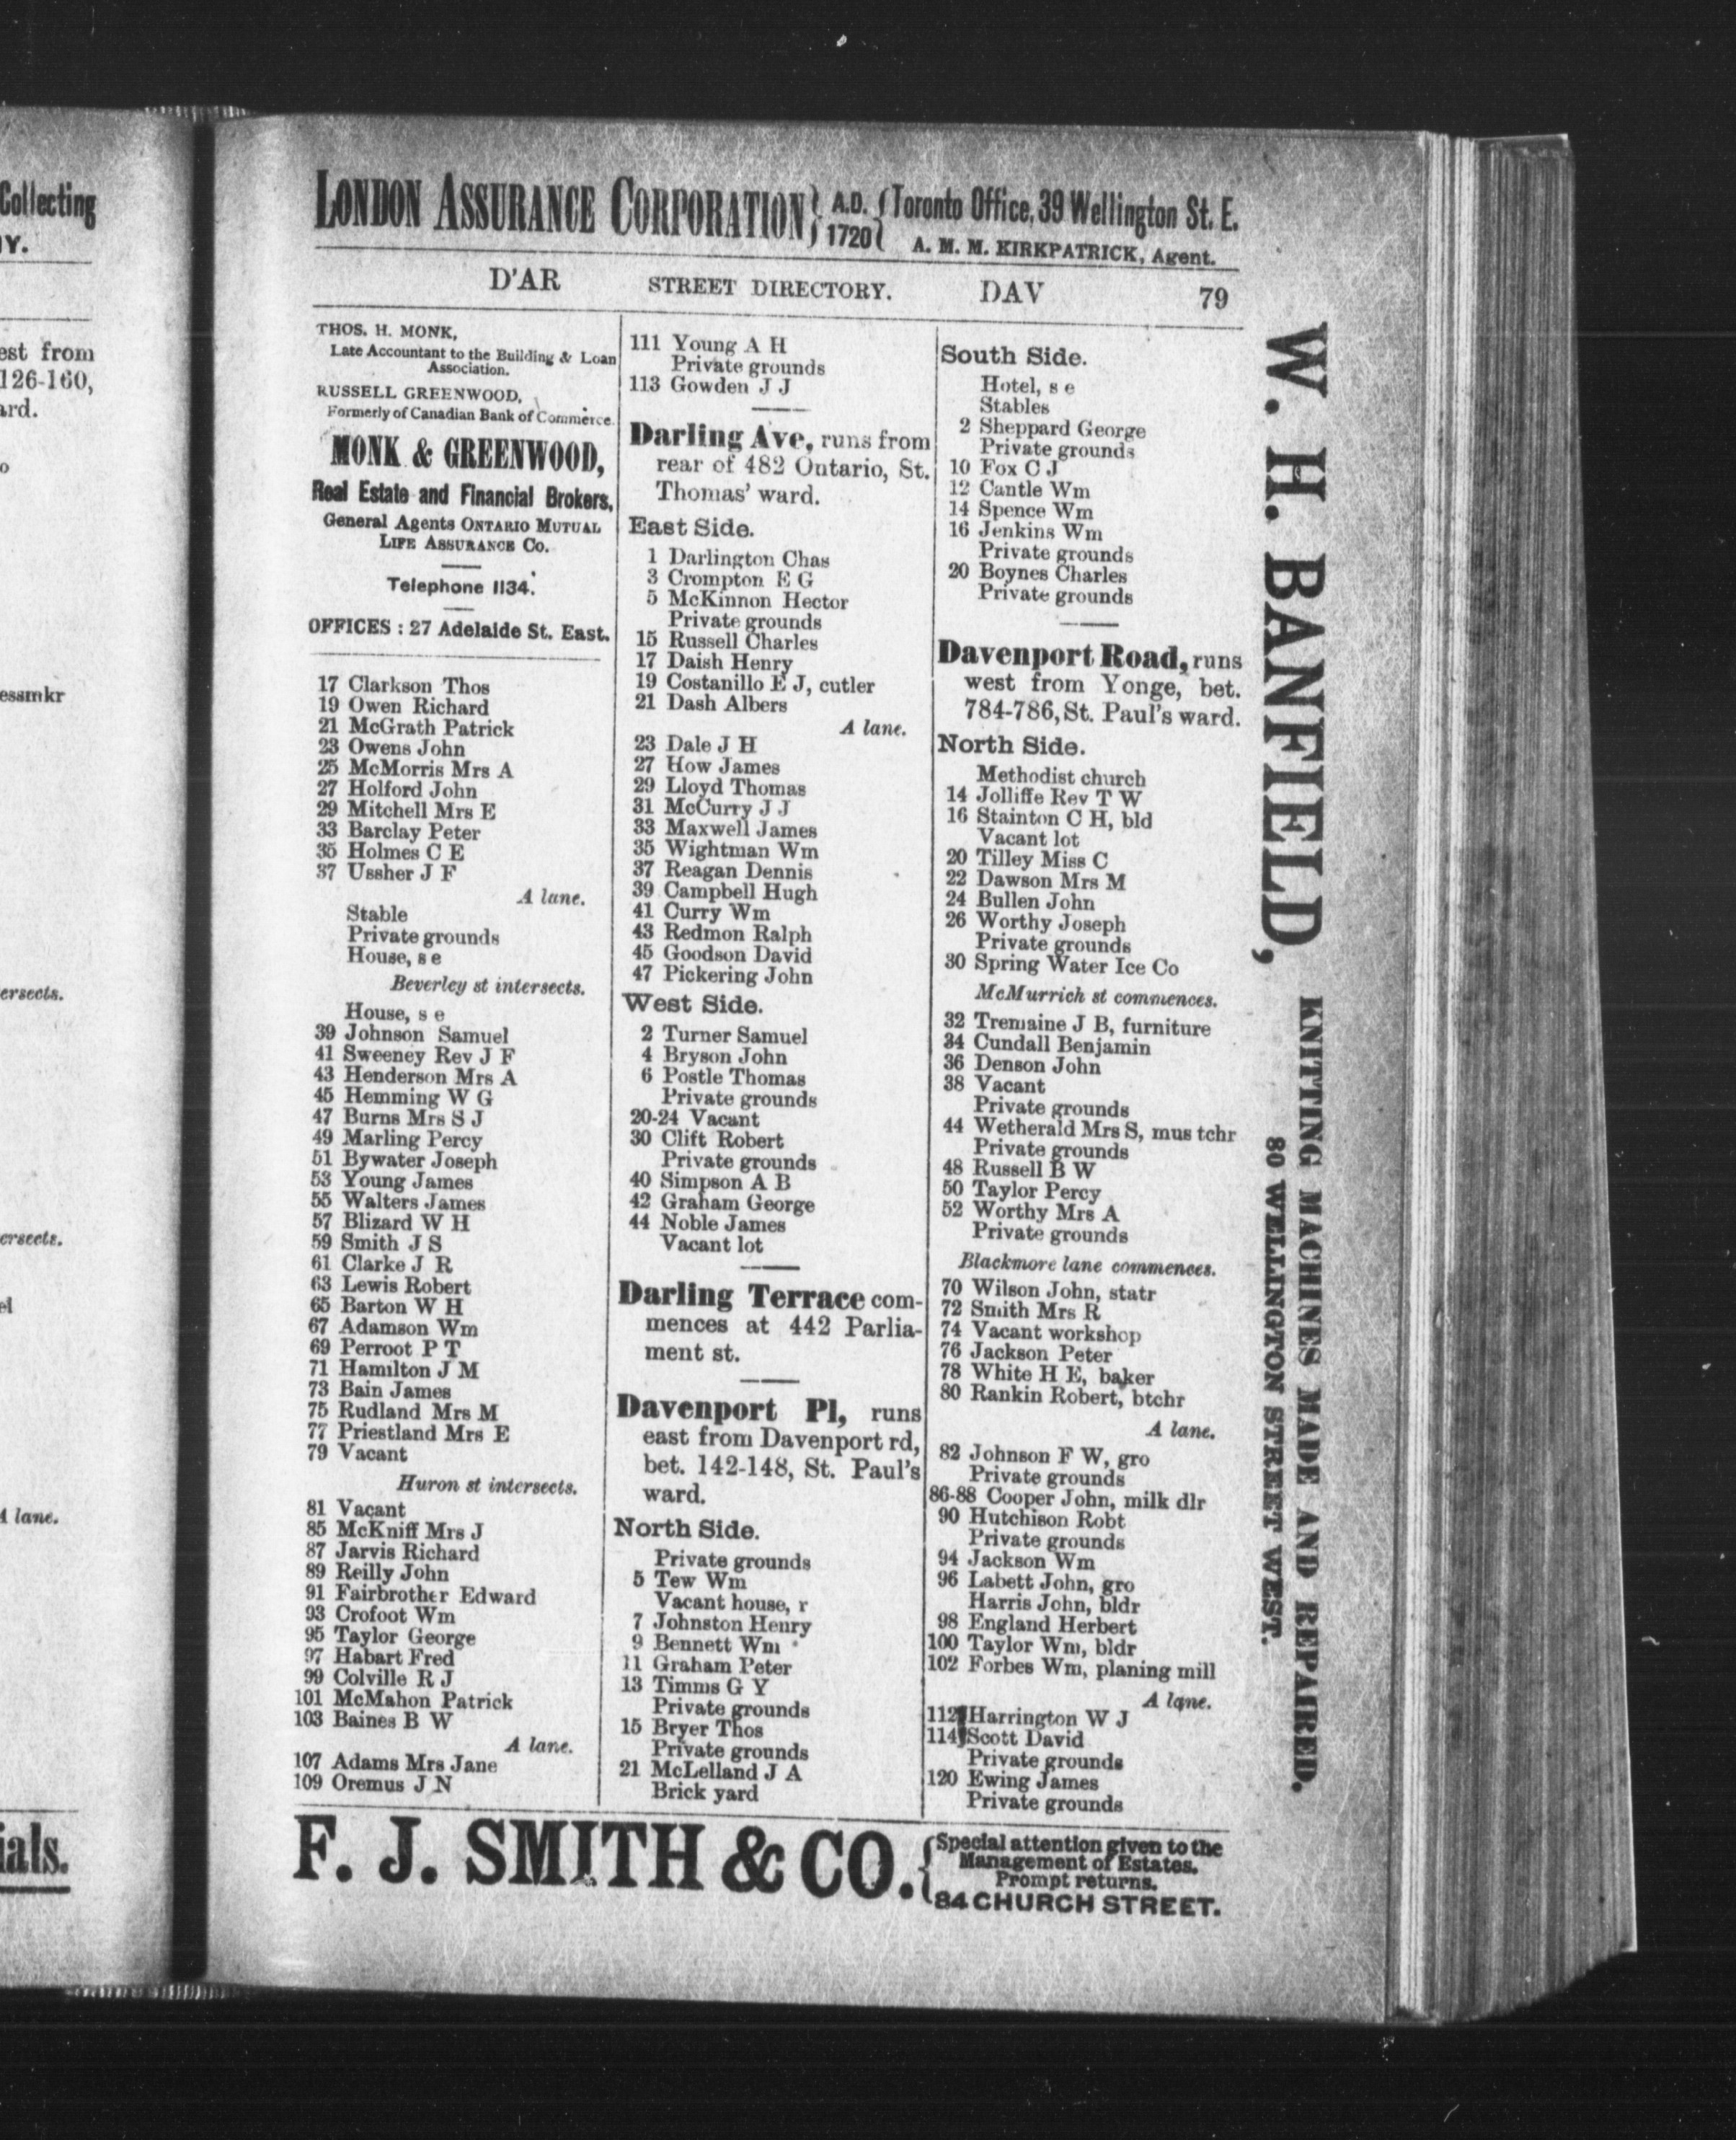 Collecting
Y.
est from
126-160,
ard.
o
essmkr
ersects.
ersects.
el
A lane.
ials.
LONDON ASSURANCE CORPORATION} A.D. 1720 {Toronto Office, 39 Wellington St. E.
A. M. M. KIRKPATRICK, Agent.
D'AR STREET DIRECTORY. DAV 79
THOS. H. MONK,
Late Accountant to the Building & Loan
Association.
RUSSELL GREENWOOD,
Formerly of Canadian Bank of Commerce.
MONK & GREENWOOD,
Real Estate and Financial Brokers,
General Agents ONTARIO MUTUAL
LIFE ASSURANCE CO.
Telephone 1134.
OFFICES : 27 Adelaide St. East.
17 Clarkson Thos
19 Owen Richard
21 McGrath Patrick
23 Owens John
25 McMorris Mrs A
27 Holford John
29 Mitchell Mrs E
33 Barclay Peter
35 Holmes C E
37 Ussher J F
A lane.
Stable
Private grounds
House, s e
Beverley st intersects.
House, s e
39 Johnson Samuel
41 Sweeney Rev J F
43 Henderson Mrs A
45 Hemming W G
47 Burns Mrs S J
49 Marling Percy
51 Bywater Joseph
53 Young James
55 Walters James
57 Blizard W H
59 Smith J S
61 Clarke J R
63 Lewis Robert
65 Barton W H
67 Adamson Wm
69 Perroot P T
71 Hamilton J M
73 Bain James
75 Rudland Mrs M
77 Priestland Mrs E
79 Vacant
Huron st intersects.
81 Vacant
85 McKniff Mrs J
87 Jarvis Richard
89 Reilly John
91 Fairbrother Edward
93 Crofoot Wm
95 Taylor George
97 Habart Fred
99 Colville R J
101 McMahon Patrick
103 Baines B W
A lane.
107 Adams Mrs Jane
109 Oremus J N
111 Young A H
Private grounds
113 Gowden J J
Darling Ave, runs from
rear of 482 Ontario, St.
Thomas' ward.
East Side.
1 Darlington Chas
3 Crompton E G
5 McKinnon Hector
Private grounds
15 Russell Charles
17 Daish Henry
19 Costanillo E J, cutler
21 Dash Albers
A lane.
23 Dale J H
27 How James
29 Lloyd Thomas
31 McCurry J J
33 Maxwell James
35 Wightman Wm
37 Reagan Dennis
39 Campbell Hugh
41 Curry Wm
43 Redmon Ralph
45 Goodson David
47 Pickering John
West Side.
2 Turner Samuel
4 Bryson John
6 Postle Thomas
Private grounds
20-24 Vacant
30 Clift Robert
Private grounds
40 Simpson A B
42 Graham George
44 Noble James
Vacant lot
Darling Terrace com-
mences at 442 Parlia-
ment st.
Davenport Pl, runs
east from Davenport rd,
bet. 142-148, St. Paul's
ward.
North Side.
Private grounds
5 Tew Wm
Vacant house, r
7 Johnston Henry
9 Bennett Wm
11 Graham Peter
13 Timms G Y
Private grounds
15 Bryer Thos
Private grounds
21 McLelland J A
Brick yard
South Side.
Hotel, s e
Stables
2 Sheppard George
Private grounds
10 Fox C J
12 Cantle Wm
14 Spence Wm
16 Jenkins Wm
Private grounds
20 Boynes Charles
Private grounds
Davenport Road, runs
west from Yonge, bet.
784-786, St. Paul's ward.
North Side.
Methodist church
14 Jolliffe Rev T W
16 Stainton C H, bld
Vacant lot
20 Tilley Miss C
22 Dawson Mrs M
24 Bullen John
26 Worthy Joseph
Private grounds
30 Spring Water Ice Co
McMurrich st commences.
32 Tremaine J B, furniture
34 Cundall Benjamin
36 Denson John
38 Vacant
Private grounds
44 Wetherald Mrs S, mus tchr
Private grounds
48 Russell B W
50 Taylor Percy
52 Worthy Mrs A
Private grounds
Blackmore lane commences.
70 Wilson John, statr
72 Smith Mrs R
74 Vacant workshop
76 Jackson Peter
78 White H E, baker
80 Rankin Robert, btchr
A lane.
82 Johnson F W, gro
Private grounds
86-88 Cooper John, milk dlr
90 Hutchison Robt
Private grounds
94 Jackson Wm
96 Labett John, gro
Harris John, bldr
98 England Herbert
100 Taylor Wm, bldr
102 Forbes Wm, planing mill
A lane.
112 Harrington W J
114 Scott David
Private grounds
120 Ewing James
Private grounds
F. J. SMITH & CO. {Special attention given to the
Management of Estates.
Prompt returns.
84 CHURCH STREET.
W. H. BANFIELD,
KNITTING MACHINES MADE AND REPAIRED.
80 WELLINGTON STREET WEST.